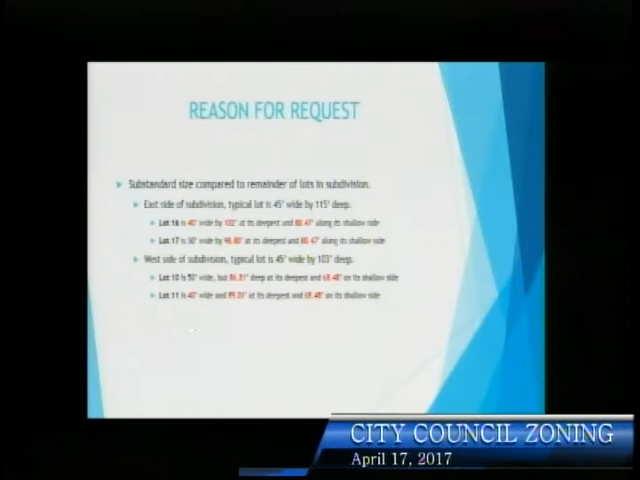 REASON FOR REQUEST
Substandard size compared to remainder of lots in subdivision.
East side of subdivision, typical lot is 45' wide by 115' deep.
Lot 16 is 40' wide by 102' at its deepest and 80.47' along its shallow side
Lot 17 is 50' wide by 98.80' at its deepest and 80.47' along its shallow side
West side of subdivision, typical lot is 45' wide by 103' deep.
Lot 10 is 50' wide, but deep at its deepest and 68.48' on its shallow side
Lot 11 is 40' wide and at its deepest and 68.48' on its shallow side
CITY COUNCIL ZONING
April 17, 2017